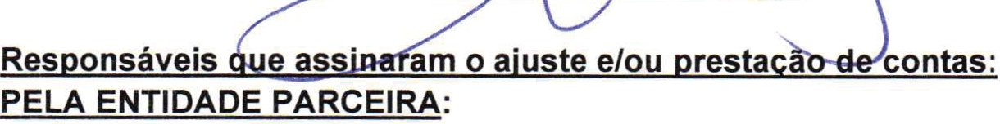 Responsáveis que assinaram o ajuste e/ou prestação de contas:
PELA ENTIDADE PARCEIRA: